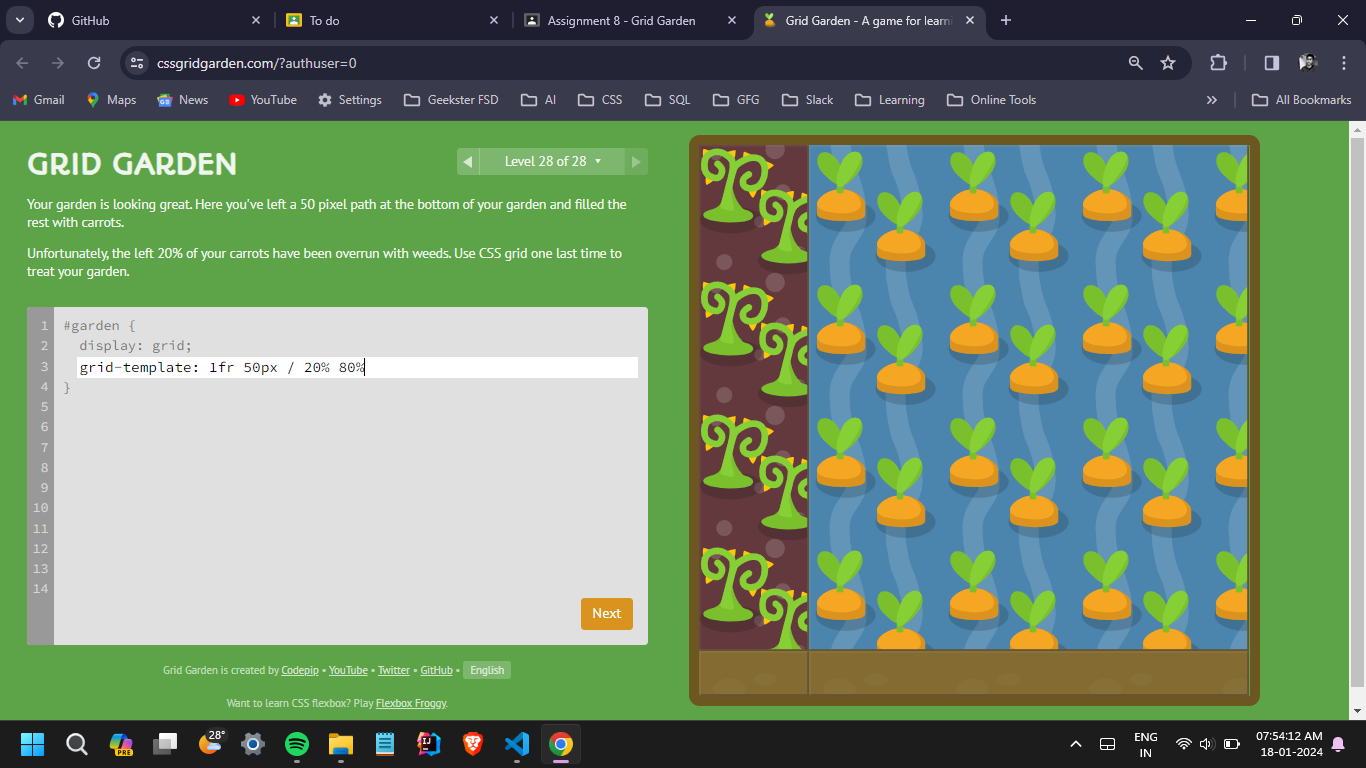 GitHub
To do
Assignment 8 - Grid Garden
Grid Garden - A game for learni
cssgridgarden.com/?authuser=0
Gmail
Maps
News
YouTube
Settings
Geekster FSD
AI
CSS
SQL
GFG
Slack
Learning
Online Tools
»
All Bookmarks
GRID GARDEN
Level 28 of 28
Your garden is looking great. Here you've left a 50 pixel path at the bottom of your garden and filled the
rest with carrots.
Unfortunately, the left 20% of your carrots have been overrun with weeds. Use CSS grid one last time to
treat your garden.
1 #garden {
2 display: grid;
3 grid-template: 1fr 50px / 20% 80%
4 }
5
6
7
8
9
10
11
12
13
14
Next
Grid Garden is created by Codepip • YouTube • Twitter • GitHub • English
Want to learn CSS flexbox? Play Flexbox Froggy.
PRE
28°
ENG
IN
07:54:12 AM
18-01-2024